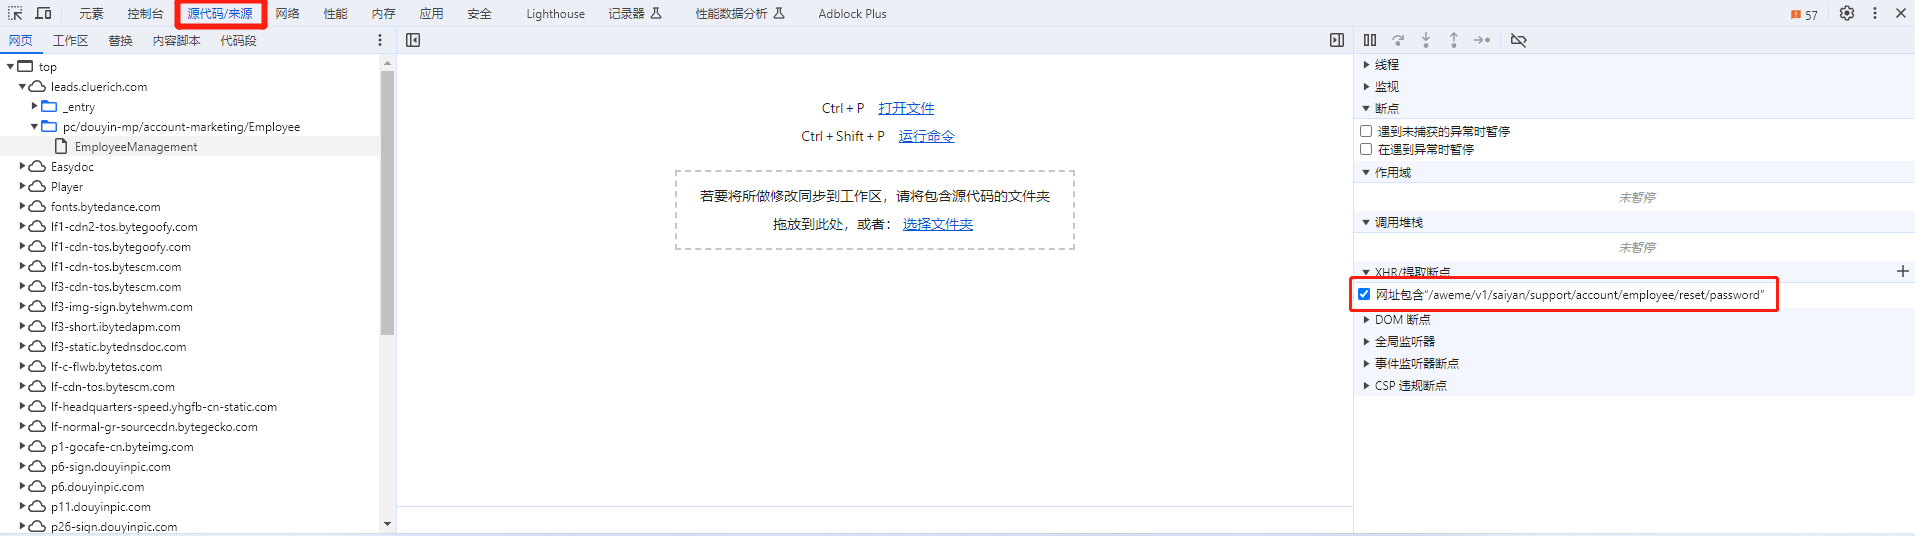 元素 控制台 源代码/来源 网络 性能 内存 应用 安全 Lighthouse 记录器 性能数据分析 Adblock Plus 57
网页 工作区 替换 内容脚本 代码段
top
leads.cluerich.com
_entry
pc/douyin-mp/account-marketing/Employee
EmployeeManagement
Easydoc
Player
fonts.bytedance.com
lf1-cdn2-tos.bytegoofy.com
lf1-cdn-tos.bytegoofy.com
lf1-cdn-tos.bytescm.com
lf3-cdn-tos.bytescm.com
lf3-img-sign.bytehwm.com
lf3-short.ibytedapm.com
lf3-static.bytednsdoc.com
lf-c-flwb.bytetos.com
lf-cdn-tos.bytescm.com
lf-headquarters-speed.yhgfb-cn-static.com
lf-normal-gr-sourcecdn.bytegecko.com
p1-gocafe-cn.byteimg.com
p6-sign.douyinpic.com
p6.douyinpic.com
p11.douyinpic.com
p26-sign.douyinpic.com
Ctrl + P 打开文件
Ctrl + Shift + P 运行命令
若要将所做修改同步到工作区，请将包含源代码的文件夹
拖放到此处，或者： 选择文件夹
线程
监视
断点
遇到未捕获的异常时暂停
在遇到异常时暂停
作用域
未暂停
调用堆栈
未暂停
XHR/提取断点
网址包含“/aweme/v1/saiyan/support/account/employee/reset/password”
DOM 断点
全局监听器
事件监听器断点
CSP 违规断点